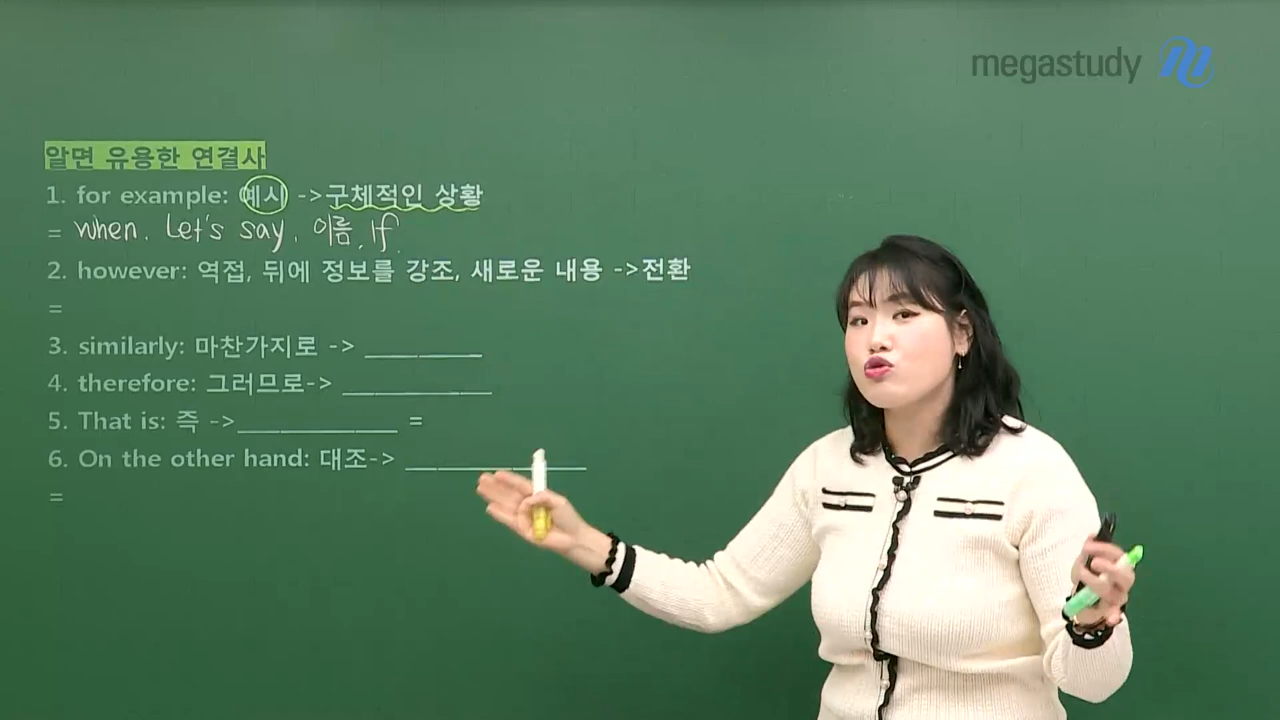 megastudy
알면 유용한 연결사
1. for example: 예시 ->구체적인 상황
= when. Let's say. 이름, If
2. however: 역접, 뒤에 정보를 강조, 새로운 내용 ->전환
=
3. similarly: 마찬가지로 -> __________
4. therefore: 그러므로-> _____________
5. That is: 즉 ->______________ =
6. On the other hand: 대조-> ________________
=